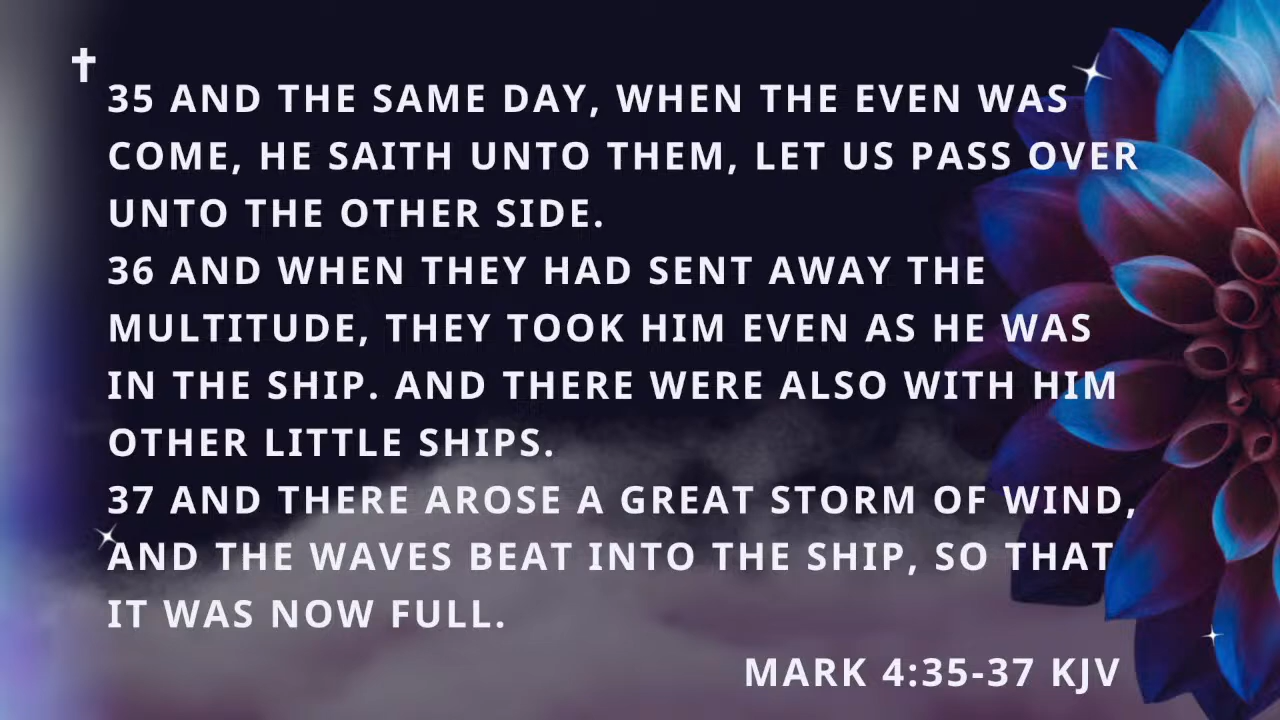 35 AND THE SAME DAY, WHEN THE EVEN WAS
COME, HE SAITH UNTO THEM, LET US PASS OVER
UNTO THE OTHER SIDE.
36 AND WHEN THEY HAD SENT AWAY THE
MULTITUDE, THEY TOOK HIM EVEN AS HE WAS
IN THE SHIP. AND THERE WERE ALSO WITH HIM
OTHER LITTLE SHIPS.
37 AND THERE AROSE A GREAT STORM OF WIND,
AND THE WAVES BEAT INTO THE SHIP, SO THAT
IT WAS NOW FULL.
MARK 4:35-37 KJV